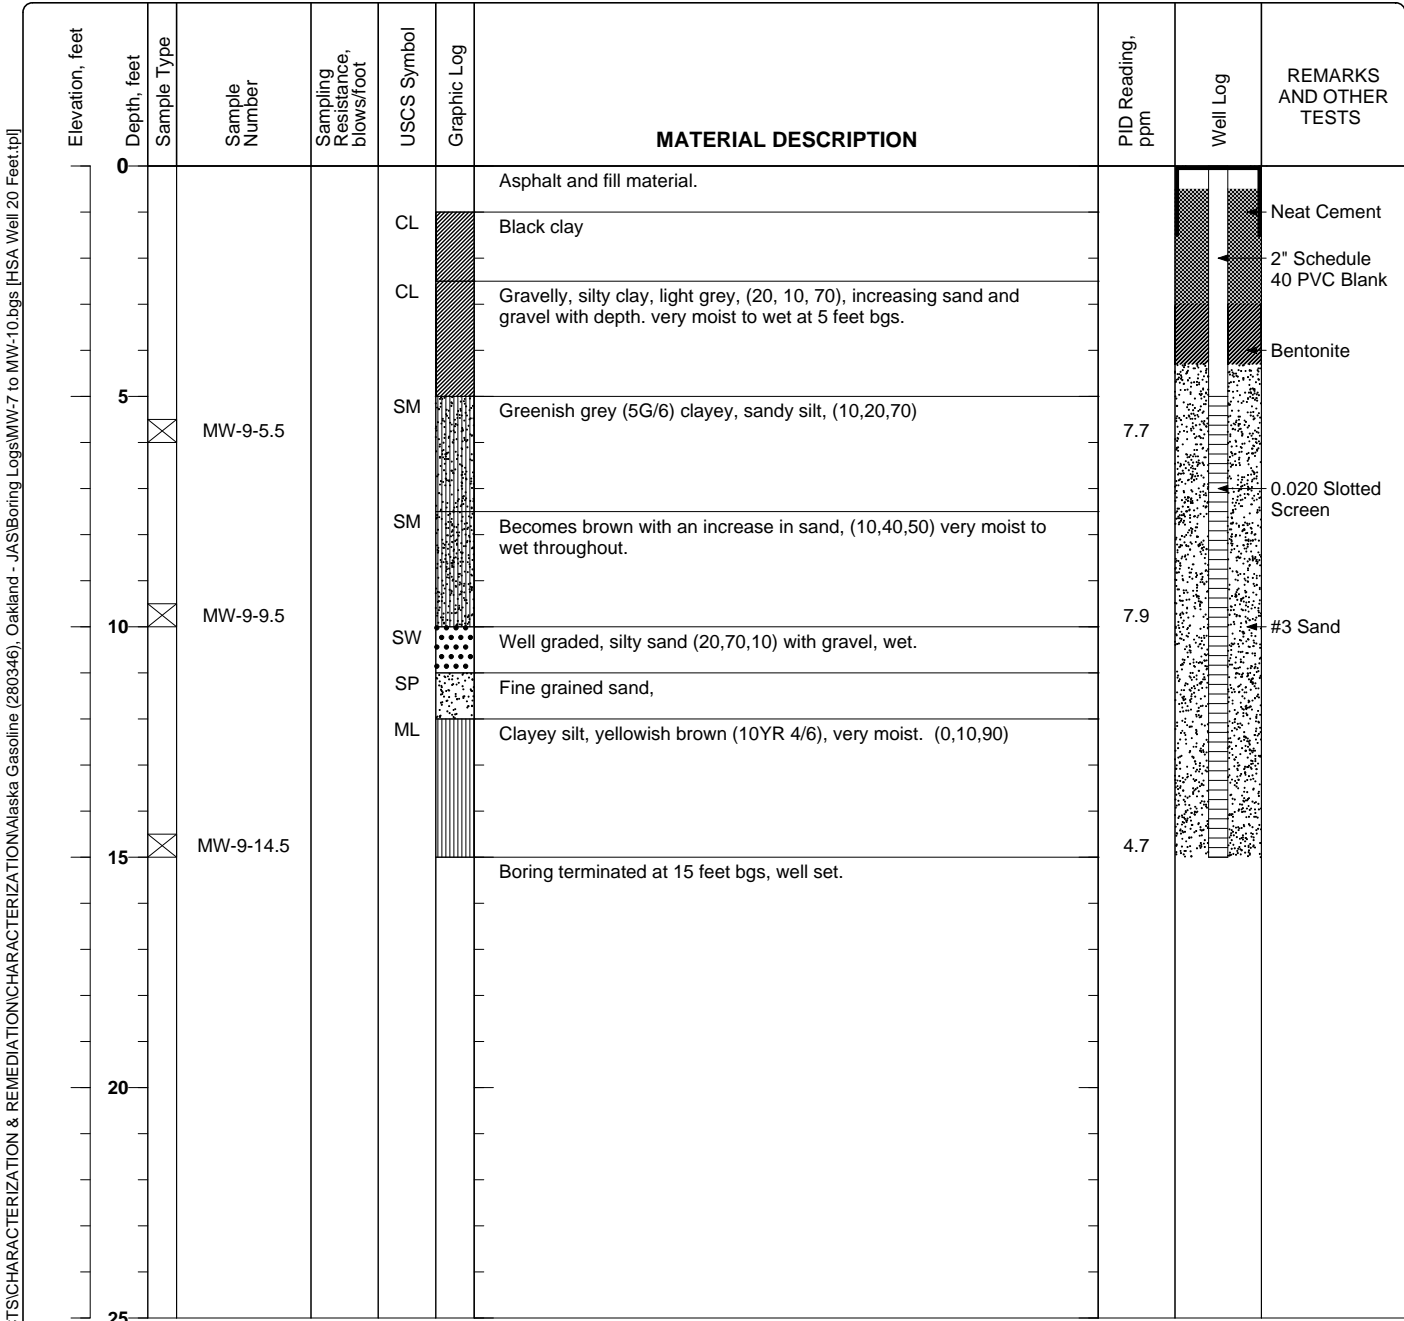 Elevation, feet
Depth, feet
Sample Type
Sample
Number
Sampling
Resistance,
blows/foot
USCS Symbol
Graphic Log
MATERIAL DESCRIPTION
PID Reading,
ppm
Well Log
REMARKS
AND OTHER
TESTS
0
Asphalt and fill material.
CL
Black clay
Neat Cement
2" Schedule
40 PVC Blank
CL
Gravelly, silty clay, light grey, (20, 10, 70), increasing sand and
gravel with depth. very moist to wet at 5 feet bgs.
Bentonite
5
SM
Greenish grey (5G/6) clayey, sandy silt, (10,20,70)
MW-9-5.5
7.7
0.020 Slotted
Screen
SM
Becomes brown with an increase in sand, (10,40,50) very moist to
wet throughout.
MW-9-9.5
7.9
10
#3 Sand
SW
Well graded, silty sand (20,70,10) with gravel, wet.
SP
Fine grained sand,
ML
Clayey silt, yellowish brown (10YR 4/6), very moist. (0,10,90)
MW-9-14.5
4.7
15
Boring terminated at 15 feet bgs, well set.
20
25
TS\CHARACTERIZATION & REMEDIATION\CHARACTERIZATION\Alaska Gasoline (280346), Oakland - JAS\Boring Logs\MW-7 to MW-10.bgs [HSA Well 20 Feet.tpl]